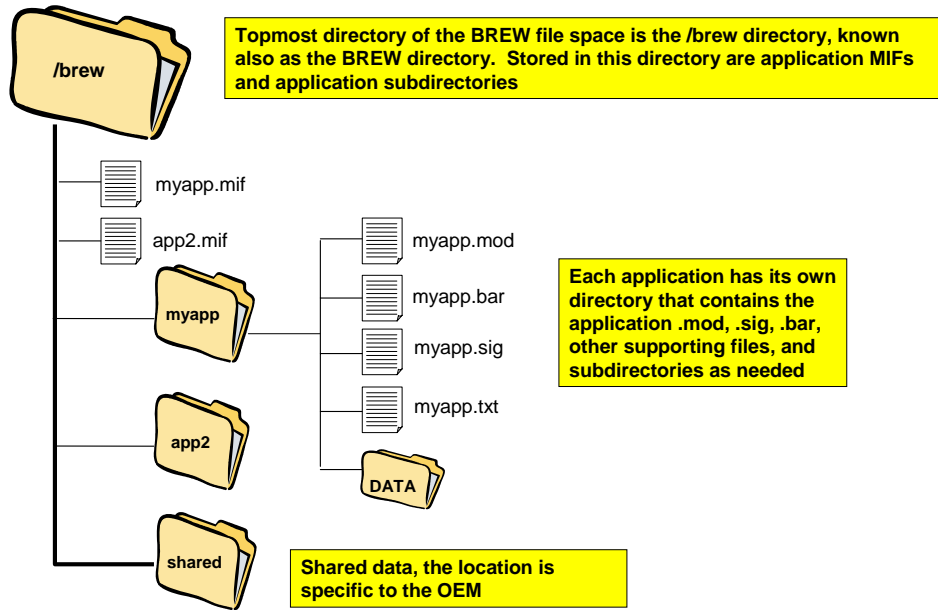 /brew
Topmost directory of the BREW file space is the /brew directory, known
also as the BREW directory.  Stored in this directory are application MIFs
and application subdirectories
myapp.mif
app2.mif
myapp
myapp.mod
myapp.bar
myapp.sig
myapp.txt
DATA
Each application has its own
directory that contains the
application .mod, .sig, .bar,
other supporting files, and
subdirectories as needed
app2
shared
Shared data, the location is
specific to the OEM